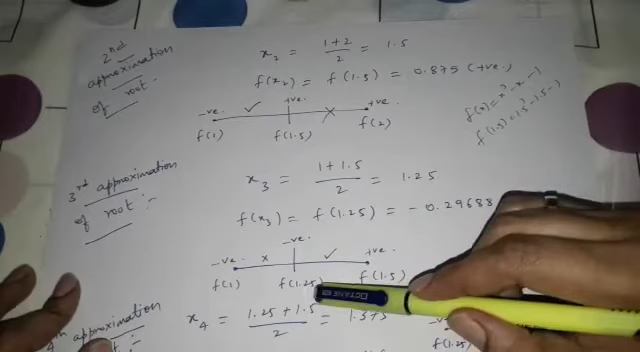 2nd approximation of root :-
x₂ = (1+2)/2 = 1.5
f(x₂) = f(1.5) = 0.875 (+ve.)
f(x) = x³-x-1
f(1.5) = 1.5³-1.5-1
-ve. +ve. +ve.
f(1) f(1.5) f(2)
3rd approximation of root :-
x₃ = (1+1.5)/2 = 1.25
f(x₃) = f(1.25) = -0.29688
-ve. -ve. +ve.
f(1) f(1.25) f(1.5)
approximation
x₄ = (1.25+1.5)/2 = 1.375
-ve
f(1.25)
OCTANE